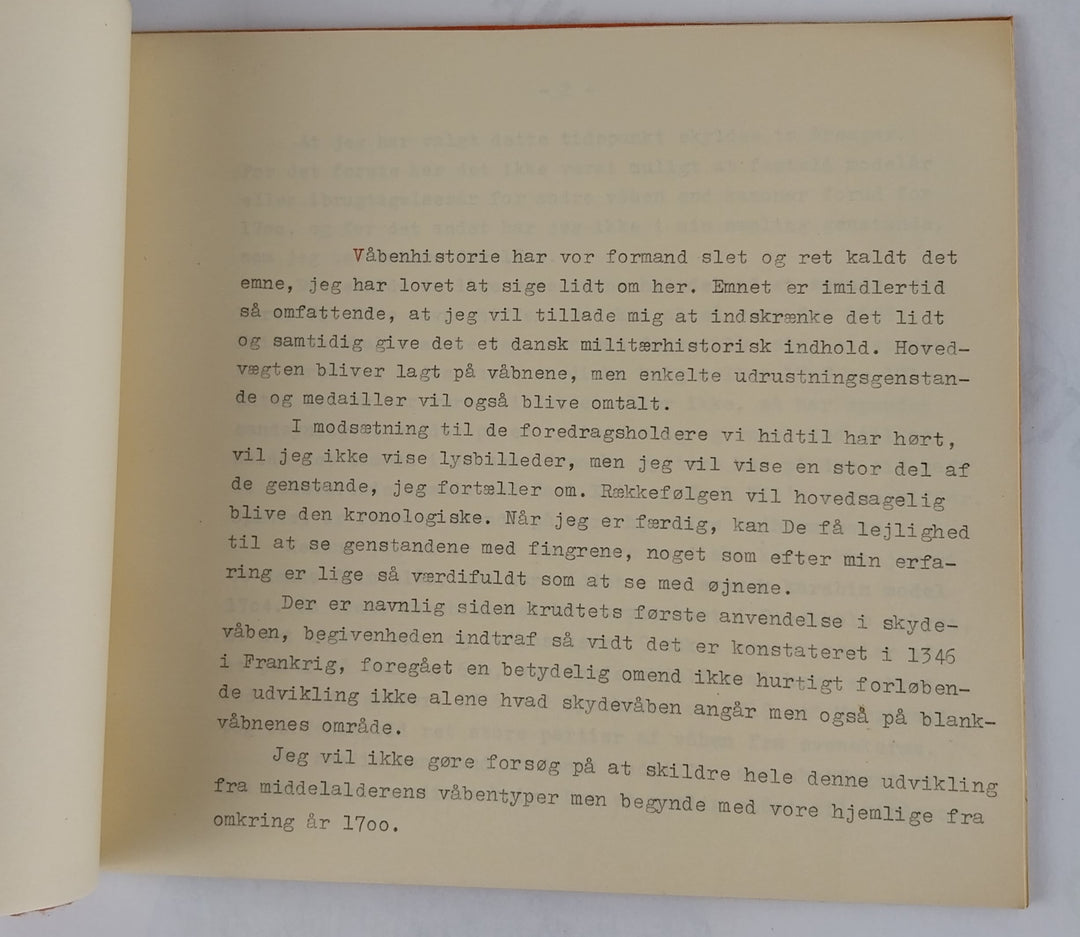 Våbenhistorie har vor formand slet og ret kaldt det
emne, jeg har lovet at sige lidt om her. Emnet er imidlertid
så omfattende, at jeg vil tillade mig at indskrænke det lidt
og samtidig give det et dansk militærhistorisk indhold. Hoved-
vægten bliver lagt på våbnene, men enkelte udrustningsgenstan-
de og medailler vil også blive omtalt.
I modsætning til de foredragsholdere vi hidtil har hørt,
vil jeg ikke vise lysbilleder, men jeg vil vise en stor del af
de genstande, jeg fortæller om. Rækkefølgen vil hovedsagelig
blive den kronologiske. Når jeg er færdig, kan De få lejlighed
til at se genstandene med fingrene, noget som efter min erfa-
ring er lige så værdifuldt som at se med øjnene.
Der er navnlig siden krudtets første anvendelse i skyde-
våben, begivenheden indtraf så vidt det er konstateret i 1346
i Frankrig, foregået en betydelig omend ikke hurtigt forløben-
de udvikling ikke alene hvad skydevåben angår men også på blank-
våbnenes område.
Jeg vil ikke gøre forsøg på at skildre hele denne udvikling
fra middelalderens våbentyper men begynde med vore hjemlige fra
omkring år 17oo.